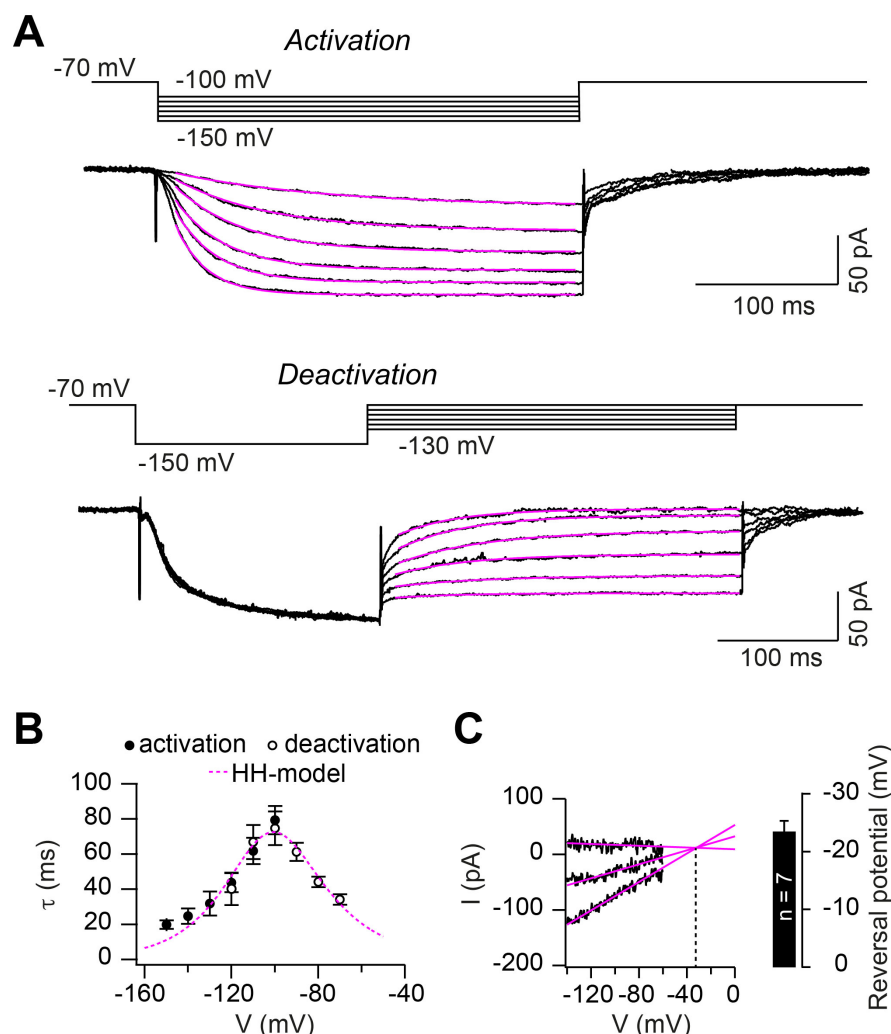 A
Activation
-70 mV
-100 mV
-150 mV
50 pA
100 ms
Deactivation
-70 mV
-150 mV
-130 mV
50 pA
100 ms
B
activation
deactivation
HH-model
100
80
60
40
20
0
τ (ms)
-160
-120
-80
-40
V (mV)
C
100
0
-100
-200
I (pA)
-120
-80
-40
0
V (mV)
n = 7
-30
-20
-10
0
Reversal potential (mV)